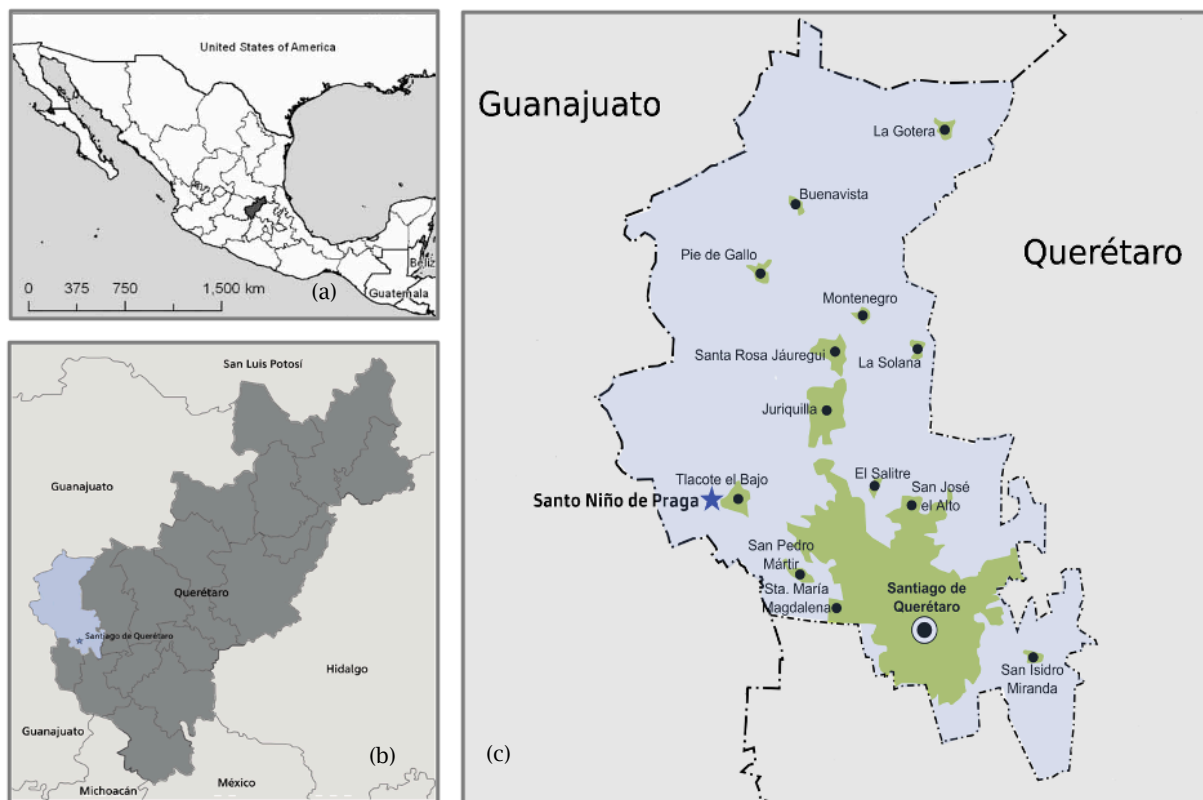 United States of America
Beliz
Guatemala
0 375 750 1,500 km
(a)
San Luis Potosí
Guanajuato
Querétaro
Santiago de Querétaro
Hidalgo
Guanajuato
México
Michoacán
(b)
Guanajuato
Querétaro
La Gotera
Buenavista
Pie de Gallo
Montenegro
Santa Rosa Jáuregui
La Solana
Juriquilla
Tlacote el Bajo
El Salitre
Santo Niño de Praga
San José
el Alto
San Pedro
Mártir
Sta. María
Magdalena
Santiago de
Querétaro
San Isidro
Miranda
(c)